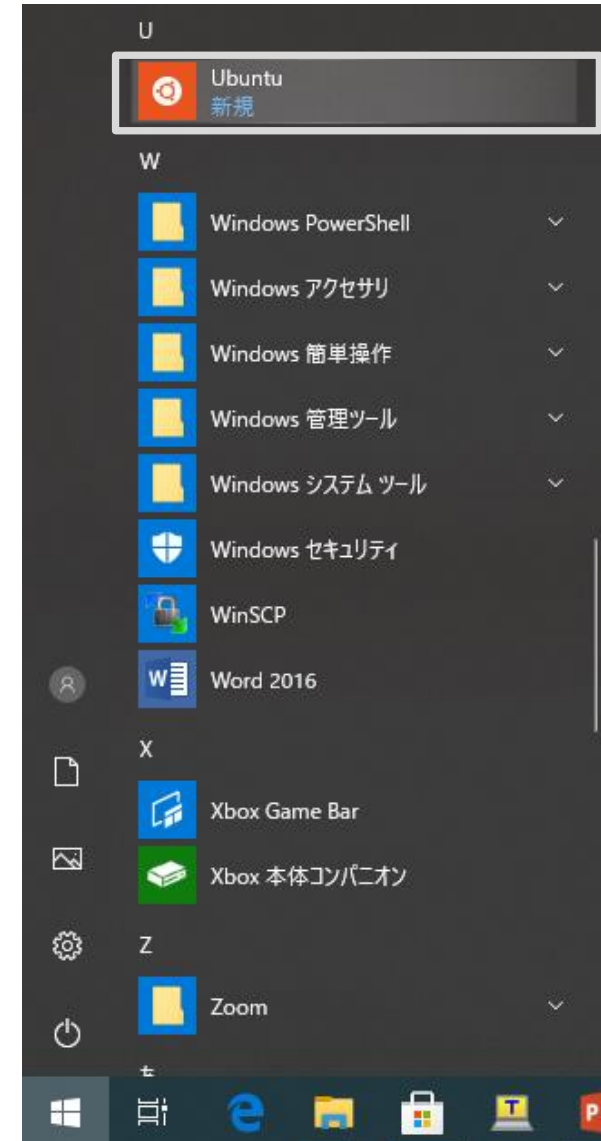 U
Ubuntu
新規
W
Windows PowerShell
Windows アクセサリ
Windows 簡単操作
Windows 管理ツール
Windows システム ツール
Windows セキュリティ
WinSCP
Word 2016
X
Xbox Game Bar
Xbox 本体コンパニオン
Z
Zoom